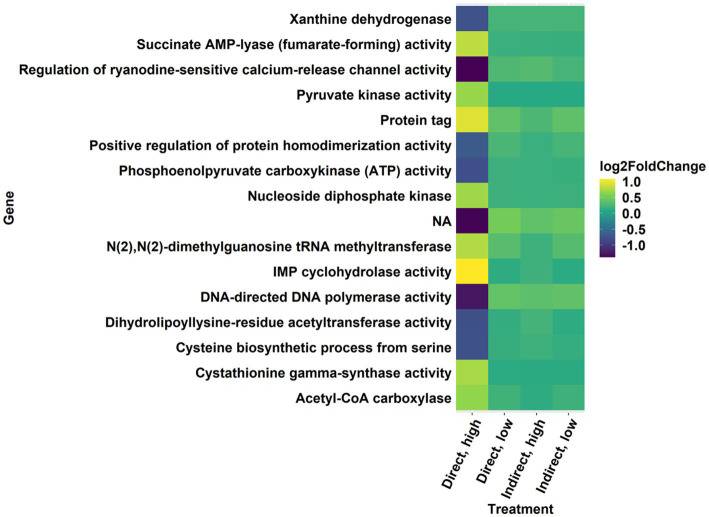 Xanthine dehydrogenase
Succinate AMP-lyase (fumarate-forming) activity
Regulation of ryanodine-sensitive calcium-release channel activity
Pyruvate kinase activity
Protein tag
Positive regulation of protein homodimerization activity
Phosphoenolpyruvate carboxykinase (ATP) activity
Nucleoside diphosphate kinase
NA
N(2),N(2)-dimethylguanosine tRNA methyltransferase
IMP cyclohydrolase activity
DNA-directed DNA polymerase activity
Dihydrolipoyllysine-residue acetyltransferase activity
Cysteine biosynthetic process from serine
Cystathionine gamma-synthase activity
Acetyl-CoA carboxylase
Gene
Direct, high
Direct, low
Indirect, high
Indirect, low
Treatment
log2FoldChange
1.0
0.5
0.0
-0.5
-1.0